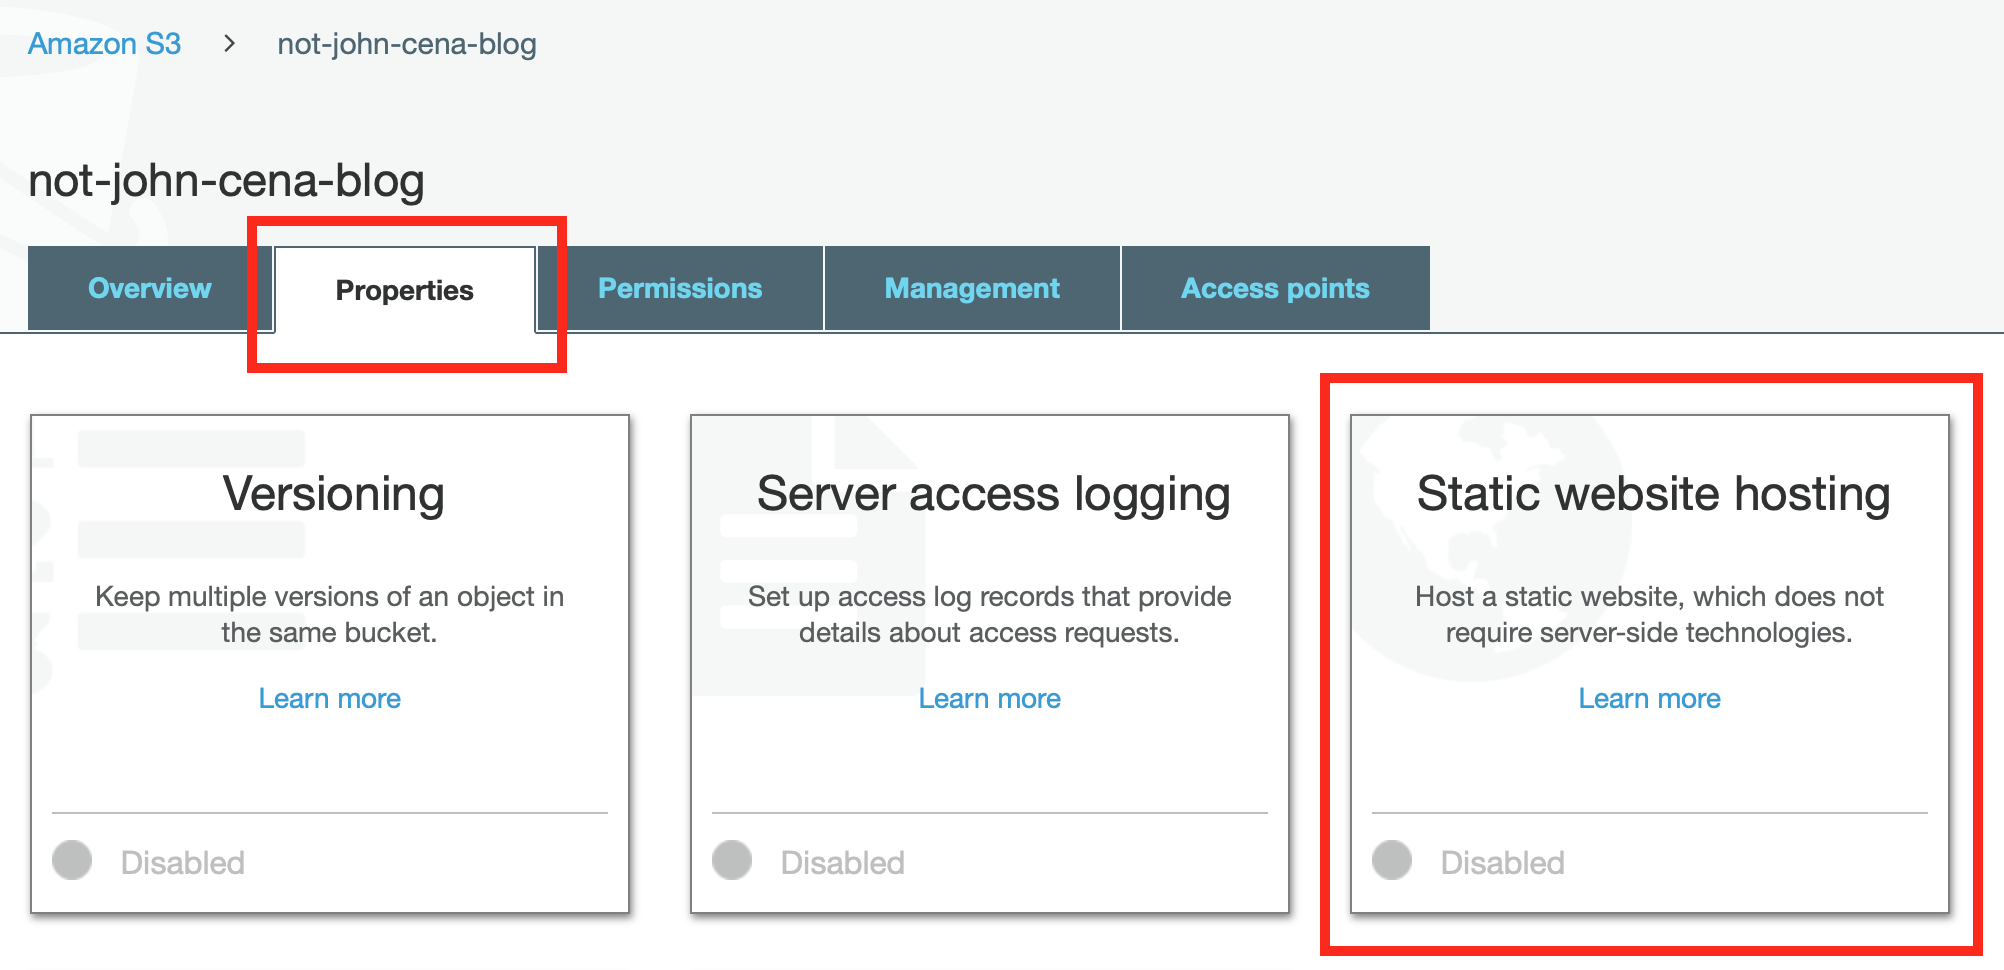 Amazon S3 > not-john-cena-blog
not-john-cena-blog
Overview Properties Permissions Management Access points
Versioning
Keep multiple versions of an object in
the same bucket.
Learn more
Disabled
Server access logging
Set up access log records that provide
details about access requests.
Learn more
Disabled
Static website hosting
Host a static website, which does not
require server-side technologies.
Learn more
Disabled